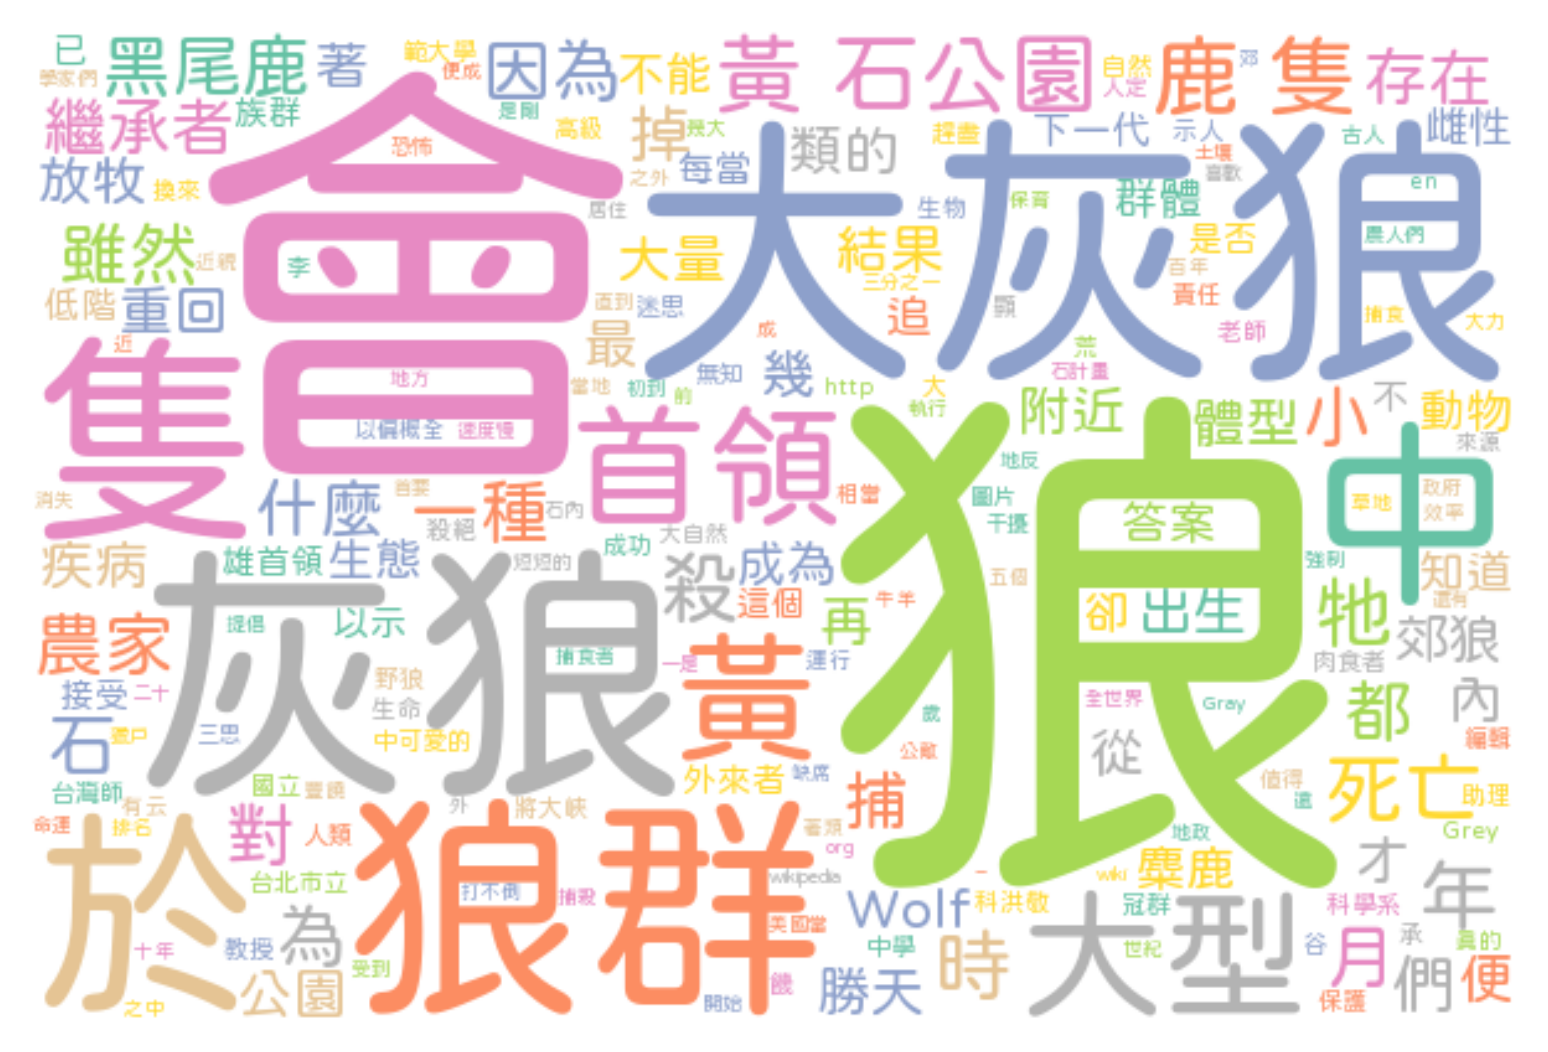 已
學家們
黑尾鹿
著
範大學
便成
因為
是剛
不能
高級
黃
石公園
自然
人定
鹿
郊
隻
存在
繼承者
族群
恐怖
掉
類的
趕盡
下一代
示人
土壤
喜歡
古人
雌性
放牧
換來
會
之外
每當
大灰狼
居住
生物
保育
群體
en
農人們
雖然
近親
李
大量
結果
三分之一
是否
百年
責任
低階
重回
直到
迷思
最
成
追
顯
老師
捕食
大力
近
隻
地方
以偏概全
速度慢
當地
初到
前
無知
幾
http
大
執行
荒
石計畫
首領
狼
附近
體型
小
不
動物
來源
消失
什麼
首要
一種
殺絕
石內
相當
地反
圖片
干擾
答案
中
草地
政府
效率
疾病
雄首領
生態
短短的
成功
大自然
殺
成為
這個
五個
強制
知道
還有
農家
灰狼
提倡
以示
捕食者
一足
再
牛羊
卻
出生
牠
郊狼
肉食者
接受
二十
野狼
生命
黃
運行
歲
全世界
Gray
都
內
石
三思
中可愛的
公敵
從
編輯
台灣師
有云
國立
豐饒
外
將大峽
外來者
缺席
捕
值得
還
死亡
助理
命運
排名
於
對
人類
狼群
著類
org
wikipedia
地政
wiki
麋鹿
Grey
才
年
台北市立
打不倒
捕殺
美國當
Wolf
科洪敬
冠群
大型
科學系
十年
教授
為
中學
世紀
谷
月
承
真的
之中
公園
受到
開始
饑
勝天
時
保護
們
便